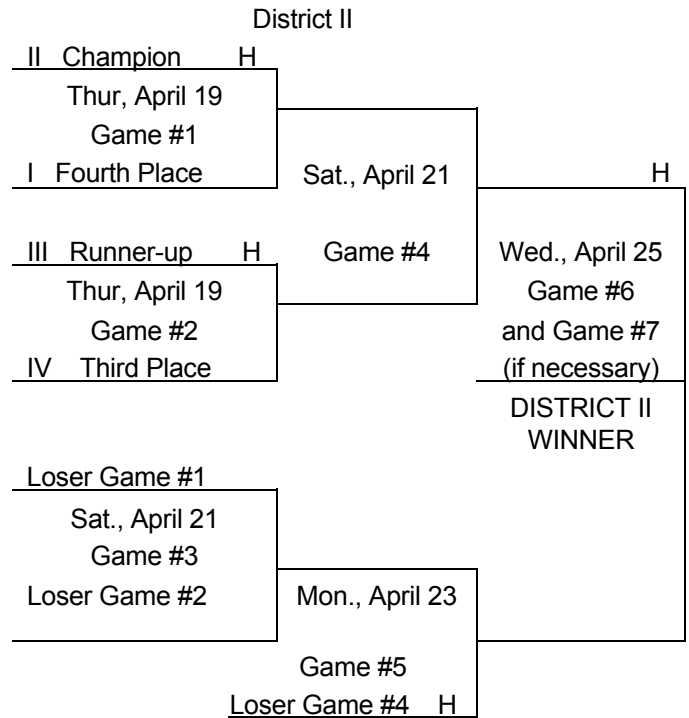 District II
II Champion H
Thur, April 19
Game #1
I Fourth Place
Sat., April 21
H
III Runner-up H
Game #4
Wed., April 25
Thur, April 19
Game #6
Game #2
and Game #7
IV Third Place
(if necessary)
DISTRICT II
WINNER
Loser Game #1
Sat., April 21
Game #3
Loser Game #2
Mon., April 23
Game #5
Loser Game #4 H